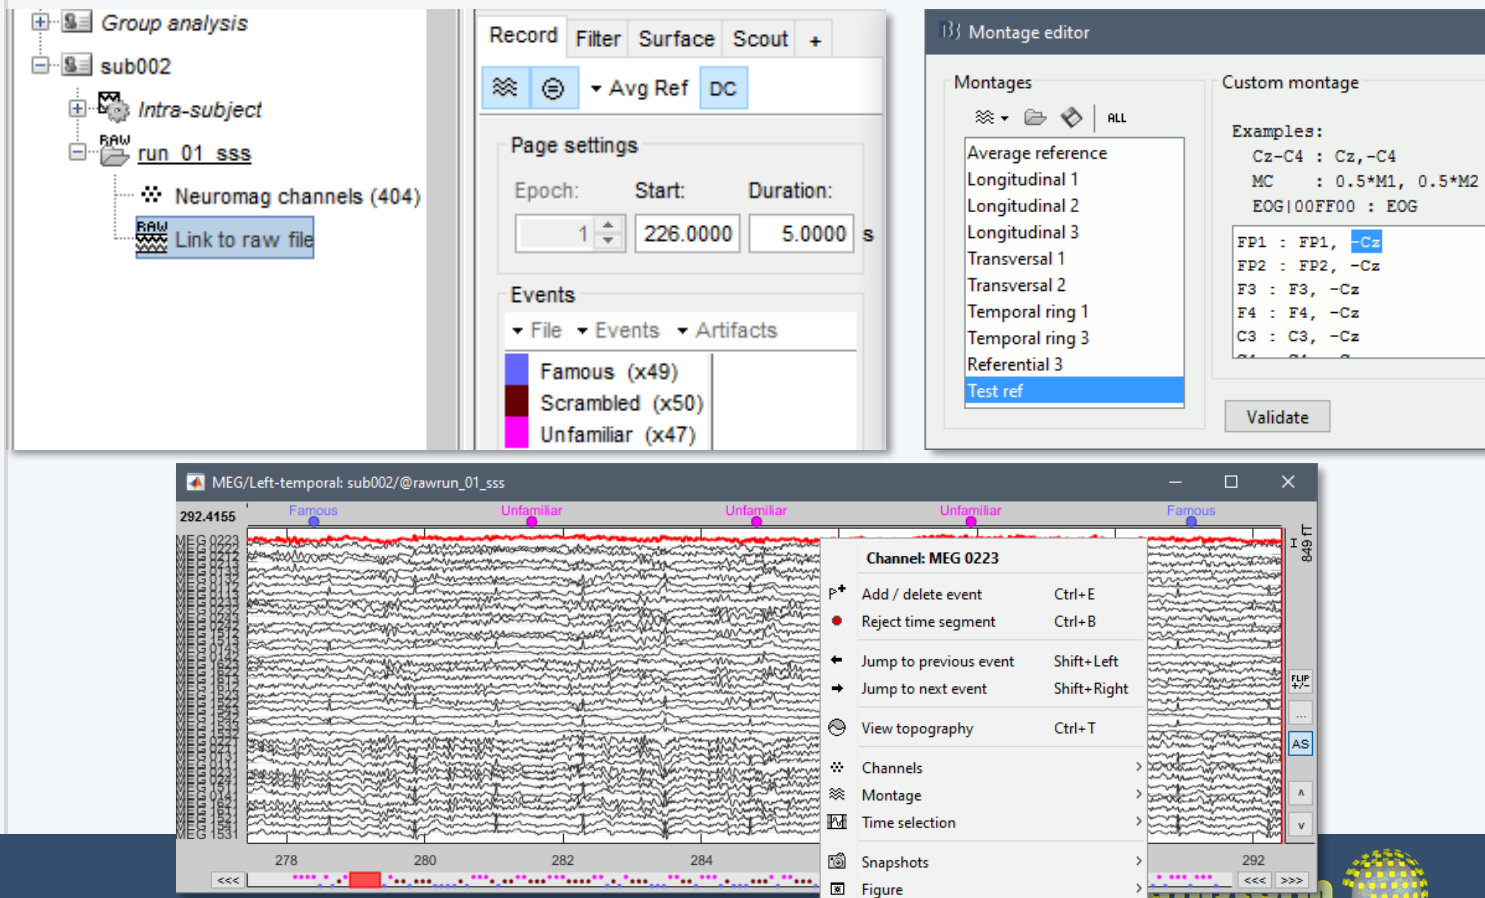 Group analysis
sub002
Intra-subject
RAW
run_01_sss
Neuromag channels (404)
RAW
Link to raw file
Record Filter Surface Scout +
Avg Ref DC
Page settings
Epoch: Start: Duration:
1 226.0000 5.0000 s
Events
File Events Artifacts
Famous (x49)
Scrambled (x50)
Unfamiliar (x47)
Montage editor
Montages
ALL
Average reference
Longitudinal 1
Longitudinal 2
Longitudinal 3
Transversal 1
Transversal 2
Temporal ring 1
Temporal ring 3
Referential 3
Test ref
Custom montage
Examples:
Cz-C4 : Cz,-C4
MC : 0.5*M1, 0.5*M2
EOG|00FF00 : EOG
FP1 : FP1, -Cz
FP2 : FP2, -Cz
F3 : F3, -Cz
F4 : F4, -Cz
C3 : C3, -Cz
Validate
MEG/Left-temporal: sub002/@rawrun_01_sss
292.4155 Famous Unfamiliar Unfamiliar Unfamiliar Famous
849 fT
MEG 0223
MEG 1531
Channel: MEG 0223
Add / delete event Ctrl+E
Reject time segment Ctrl+B
Jump to previous event Shift+Left
Jump to next event Shift+Right
View topography Ctrl+T
Channels
Montage
Time selection
Snapshots
Figure
FLIP
+/-
...
AS
278 280 282 284 292
<<< <<< >>>